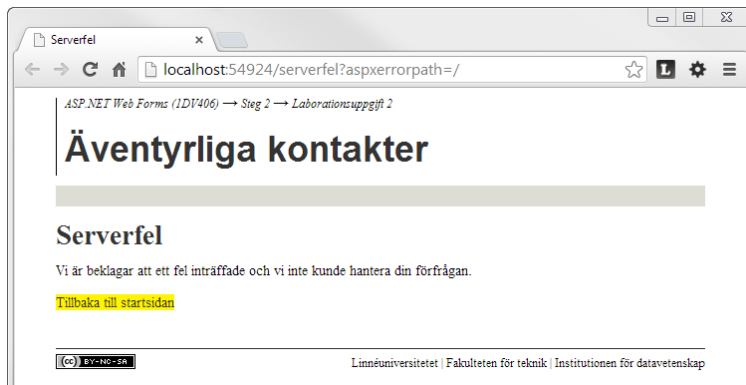 Serverfel
localhost:54924/serverfel?aspxerrorpath=/
L
ASP.NET Web Forms (1DV406) → Steg 2 → Laborationsuppgift 2
Äventyrliga kontakter
Serverfel
Vi är beklagar att ett fel inträffade och vi inte kunde hantera din förfrågan.
Tillbaka till startsidan
(cc) BY-NC-SA
Linnéuniversitetet | Fakulteten för teknik | Institutionen för datavetenskap